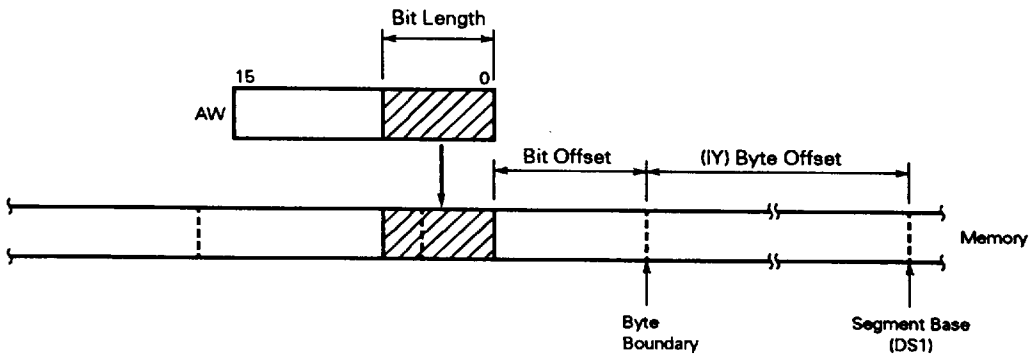 Bit Length
15
0
AW
Bit Offset
(IY) Byte Offset
Memory
Byte
Boundary
Segment Base
(DS1)